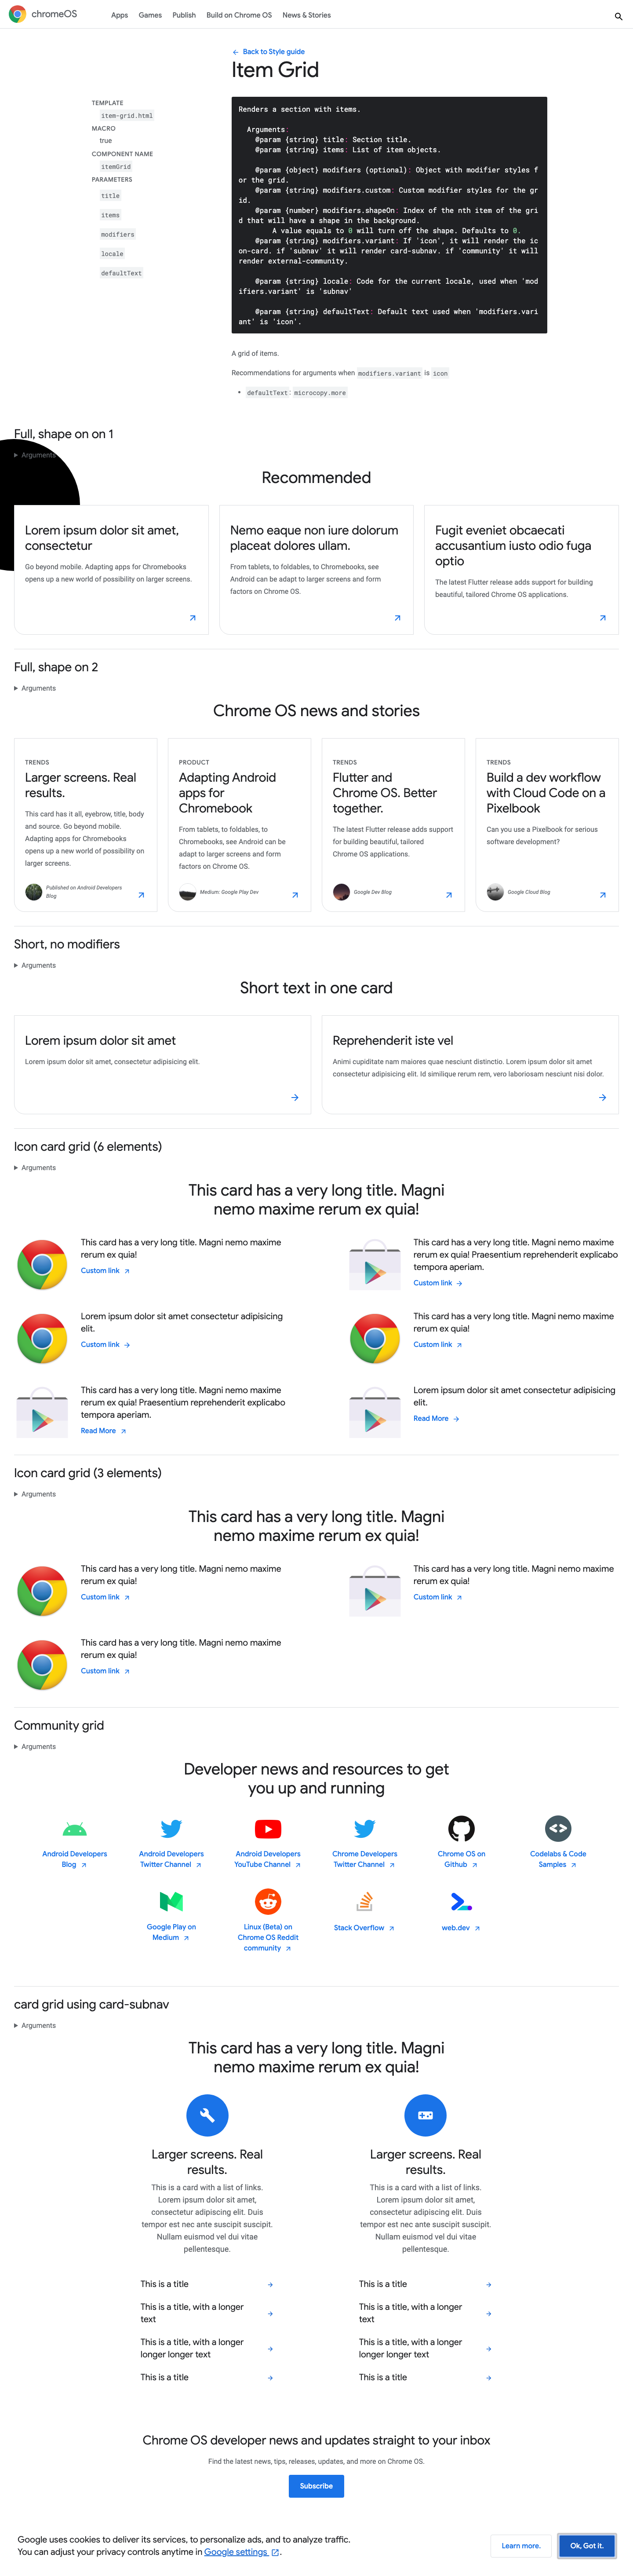 chromeOS
Apps
Games
Publish
Build on Chrome OS
News & Stories
Back to Style guide
Item Grid
TEMPLATE
item-grid.html
MACRO
true
COMPONENT NAME
itemGrid
PARAMETERS
title
items
modifiers
locale
defaultText
Renders a section with items.
Arguments:
@param {string} title: Section title.
@param {string} items: List of item objects.
@param {object} modifiers (optional): Object with modifier styles f
or the grid.
@param {string} modifiers.custom: Custom modifier styles for the gr
id.
@param {number} modifiers.shapeOn: Index of the nth item of the gri
d that will have a shape in the background.
A value equals to 0 will turn off the shape. Defaults to 0.
@param {string} modifiers.variant: If 'icon', it will render the ic
on-card. if 'subnav' it will render card-subnav. if 'community' it will
render external-community.
@param {string} locale: Code for the current locale, used when 'mod
ifiers.variant' is 'subnav'
@param {string} defaultText: Default text used when 'modifiers.vari
ant' is 'icon'.
A grid of items.
Recommendations for arguments when modifiers.variant is icon
• defaultText: microcopy.more
Full, shape on on 1
Arguments
Recommended
Lorem ipsum dolor sit amet,
consectetur
Go beyond mobile. Adapting apps for Chromebooks
opens up a new world of possibility on larger screens.
Nemo eaque non iure dolorum
placeat dolores ullam.
From tablets, to foldables, to Chromebooks, see
Android can be adapt to larger screens and form
factors on Chrome OS.
Fugit eveniet obcaecati
accusantium iusto odio fuga
optio
The latest Flutter release adds support for building
beautiful, tailored Chrome OS applications.
Full, shape on 2
Arguments
Chrome OS news and stories
TRENDS
Larger screens. Real
results.
This card has it all, eyebrow, title, body
and source. Go beyond mobile.
Adapting apps for Chromebooks
opens up a new world of possibility on
larger screens.
Published on Android Developers
Blog
PRODUCT
Adapting Android
apps for
Chromebook
From tablets, to foldables, to
Chromebooks, see Android can be
adapt to larger screens and form
factors on Chrome OS.
Medium: Google Play Dev
TRENDS
Flutter and
Chrome OS. Better
together.
The latest Flutter release adds support
for building beautiful, tailored
Chrome OS applications.
Google Dev Blog
TRENDS
Build a dev workflow
with Cloud Code on a
Pixelbook
Can you use a Pixelbook for serious
software development?
Google Cloud Blog
Short, no modifiers
Arguments
Short text in one card
Lorem ipsum dolor sit amet
Lorem ipsum dolor sit amet, consectetur adipisicing elit.
Reprehenderit iste vel
Animi cupiditate nam maiores quae nesciunt distinctio. Lorem ipsum dolor sit amet
consectetur adipisicing elit. Id similique rerum rem, vero laboriosam nesciunt nisi dolor.
Icon card grid (6 elements)
Arguments
This card has a very long title. Magni
nemo maxime rerum ex quia!
This card has a very long title. Magni nemo maxime
rerum ex quia!
Custom link
This card has a very long title. Magni nemo maxime
rerum ex quia! Praesentium reprehenderit explicabo
tempora aperiam.
Custom link
Lorem ipsum dolor sit amet consectetur adipisicing
elit.
Custom link
This card has a very long title. Magni nemo maxime
rerum ex quia!
Custom link
This card has a very long title. Magni nemo maxime
rerum ex quia! Praesentium reprehenderit explicabo
tempora aperiam.
Read More
Lorem ipsum dolor sit amet consectetur adipisicing
elit.
Read More
Icon card grid (3 elements)
Arguments
This card has a very long title. Magni
nemo maxime rerum ex quia!
This card has a very long title. Magni nemo maxime
rerum ex quia!
Custom link
This card has a very long title. Magni nemo maxime
rerum ex quia!
Custom link
This card has a very long title. Magni nemo maxime
rerum ex quia!
Custom link
Community grid
Arguments
Developer news and resources to get
you up and running
Android Developers
Blog
Android Developers
Twitter Channel
Android Developers
YouTube Channel
Chrome Developers
Twitter Channel
Chrome OS on
Github
Codelabs & Code
Samples
Google Play on
Medium
Linux (Beta) on
Chrome OS Reddit
community
Stack Overflow
web.dev
card grid using card-subnav
Arguments
This card has a very long title. Magni
nemo maxime rerum ex quia!
Larger screens. Real
results.
This is a card with a list of links.
Lorem ipsum dolor sit amet,
consectetur adipiscing elit. Duis
tempor est nec ante suscipit suscipit.
Nullam euismod vel dui vitae
pellentesque.
This is a title
This is a title, with a longer
text
This is a title, with a longer
longer longer text
This is a title
Larger screens. Real
results.
This is a card with a list of links.
Lorem ipsum dolor sit amet,
consectetur adipiscing elit. Duis
tempor est nec ante suscipit suscipit.
Nullam euismod vel dui vitae
pellentesque.
This is a title
This is a title, with a longer
text
This is a title, with a longer
longer longer text
This is a title
Chrome OS developer news and updates straight to your inbox
Find the latest news, tips, releases, updates, and more on Chrome OS.
Subscribe
Google uses cookies to deliver its services, to personalize ads, and to analyze traffic.
You can adjust your privacy controls anytime in Google settings.
Learn more.
Ok, Got it.